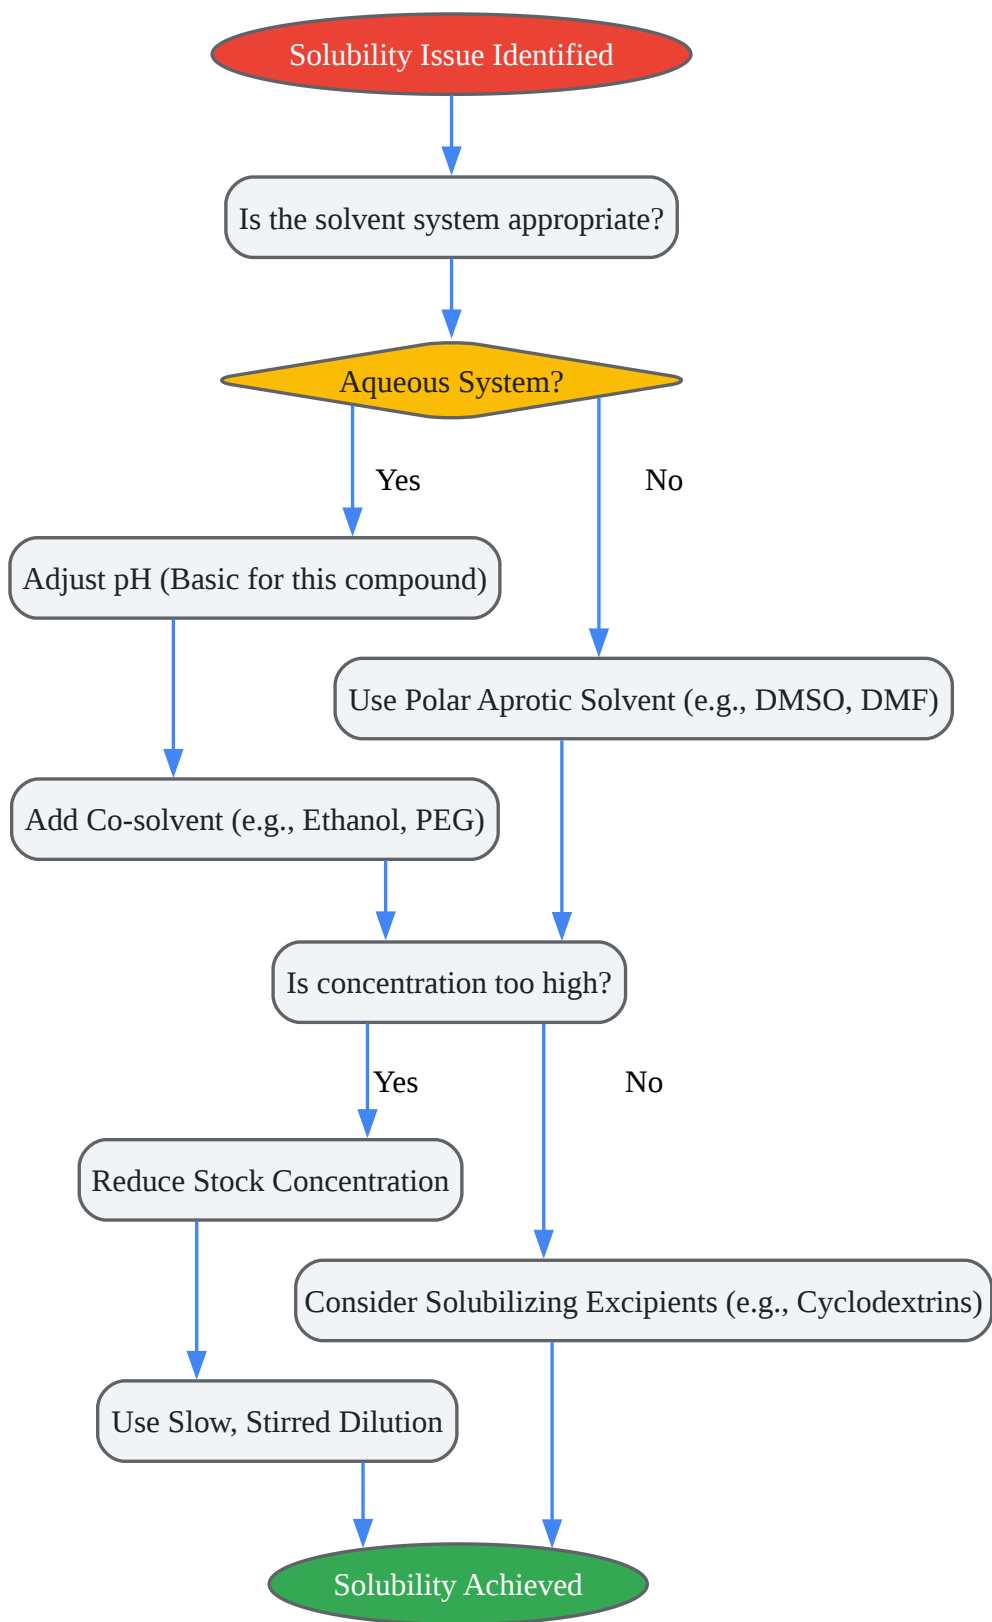 Solubility Issue Identified
Is the solvent system appropriate?
Aqueous System?
Yes
No
Adjust pH (Basic for this compound)
Use Polar Aprotic Solvent (e.g., DMSO, DMF)
Add Co-solvent (e.g., Ethanol, PEG)
Is concentration too high?
Yes
No
Reduce Stock Concentration
Consider Solubilizing Excipients (e.g., Cyclodextrins)
Use Slow, Stirred Dilution
Solubility Achieved